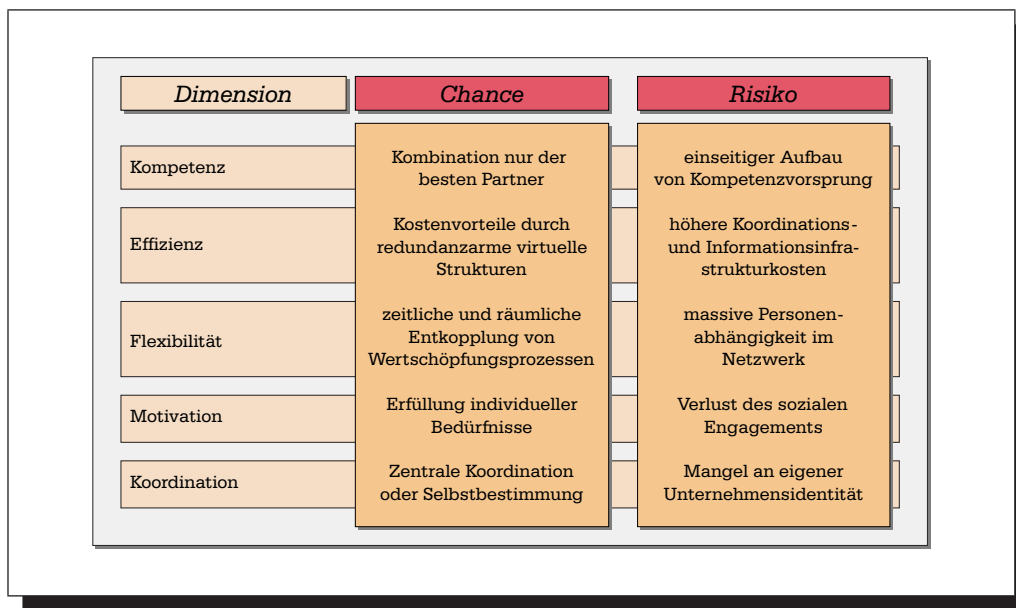 Dimension
Chance
Risiko
Kompetenz
Kombination nur der
besten Partner
einseitiger Aufbau
von Kompetenzvorsprung
Effizienz
Kostenvorteile durch
redundanzarme virtuelle
Strukturen
höhere Koordinations-
und Informationsinfra-
strukturkosten
Flexibilität
zeitliche und räumliche
Entkopplung von
Wertschöpfungsprozessen
massive Personen-
abhängigkeit im
Netzwerk
Motivation
Erfüllung individueller
Bedürfnisse
Verlust des sozialen
Engagements
Koordination
Zentrale Koordination
oder Selbstbestimmung
Mangel an eigener
Unternehmensidentität